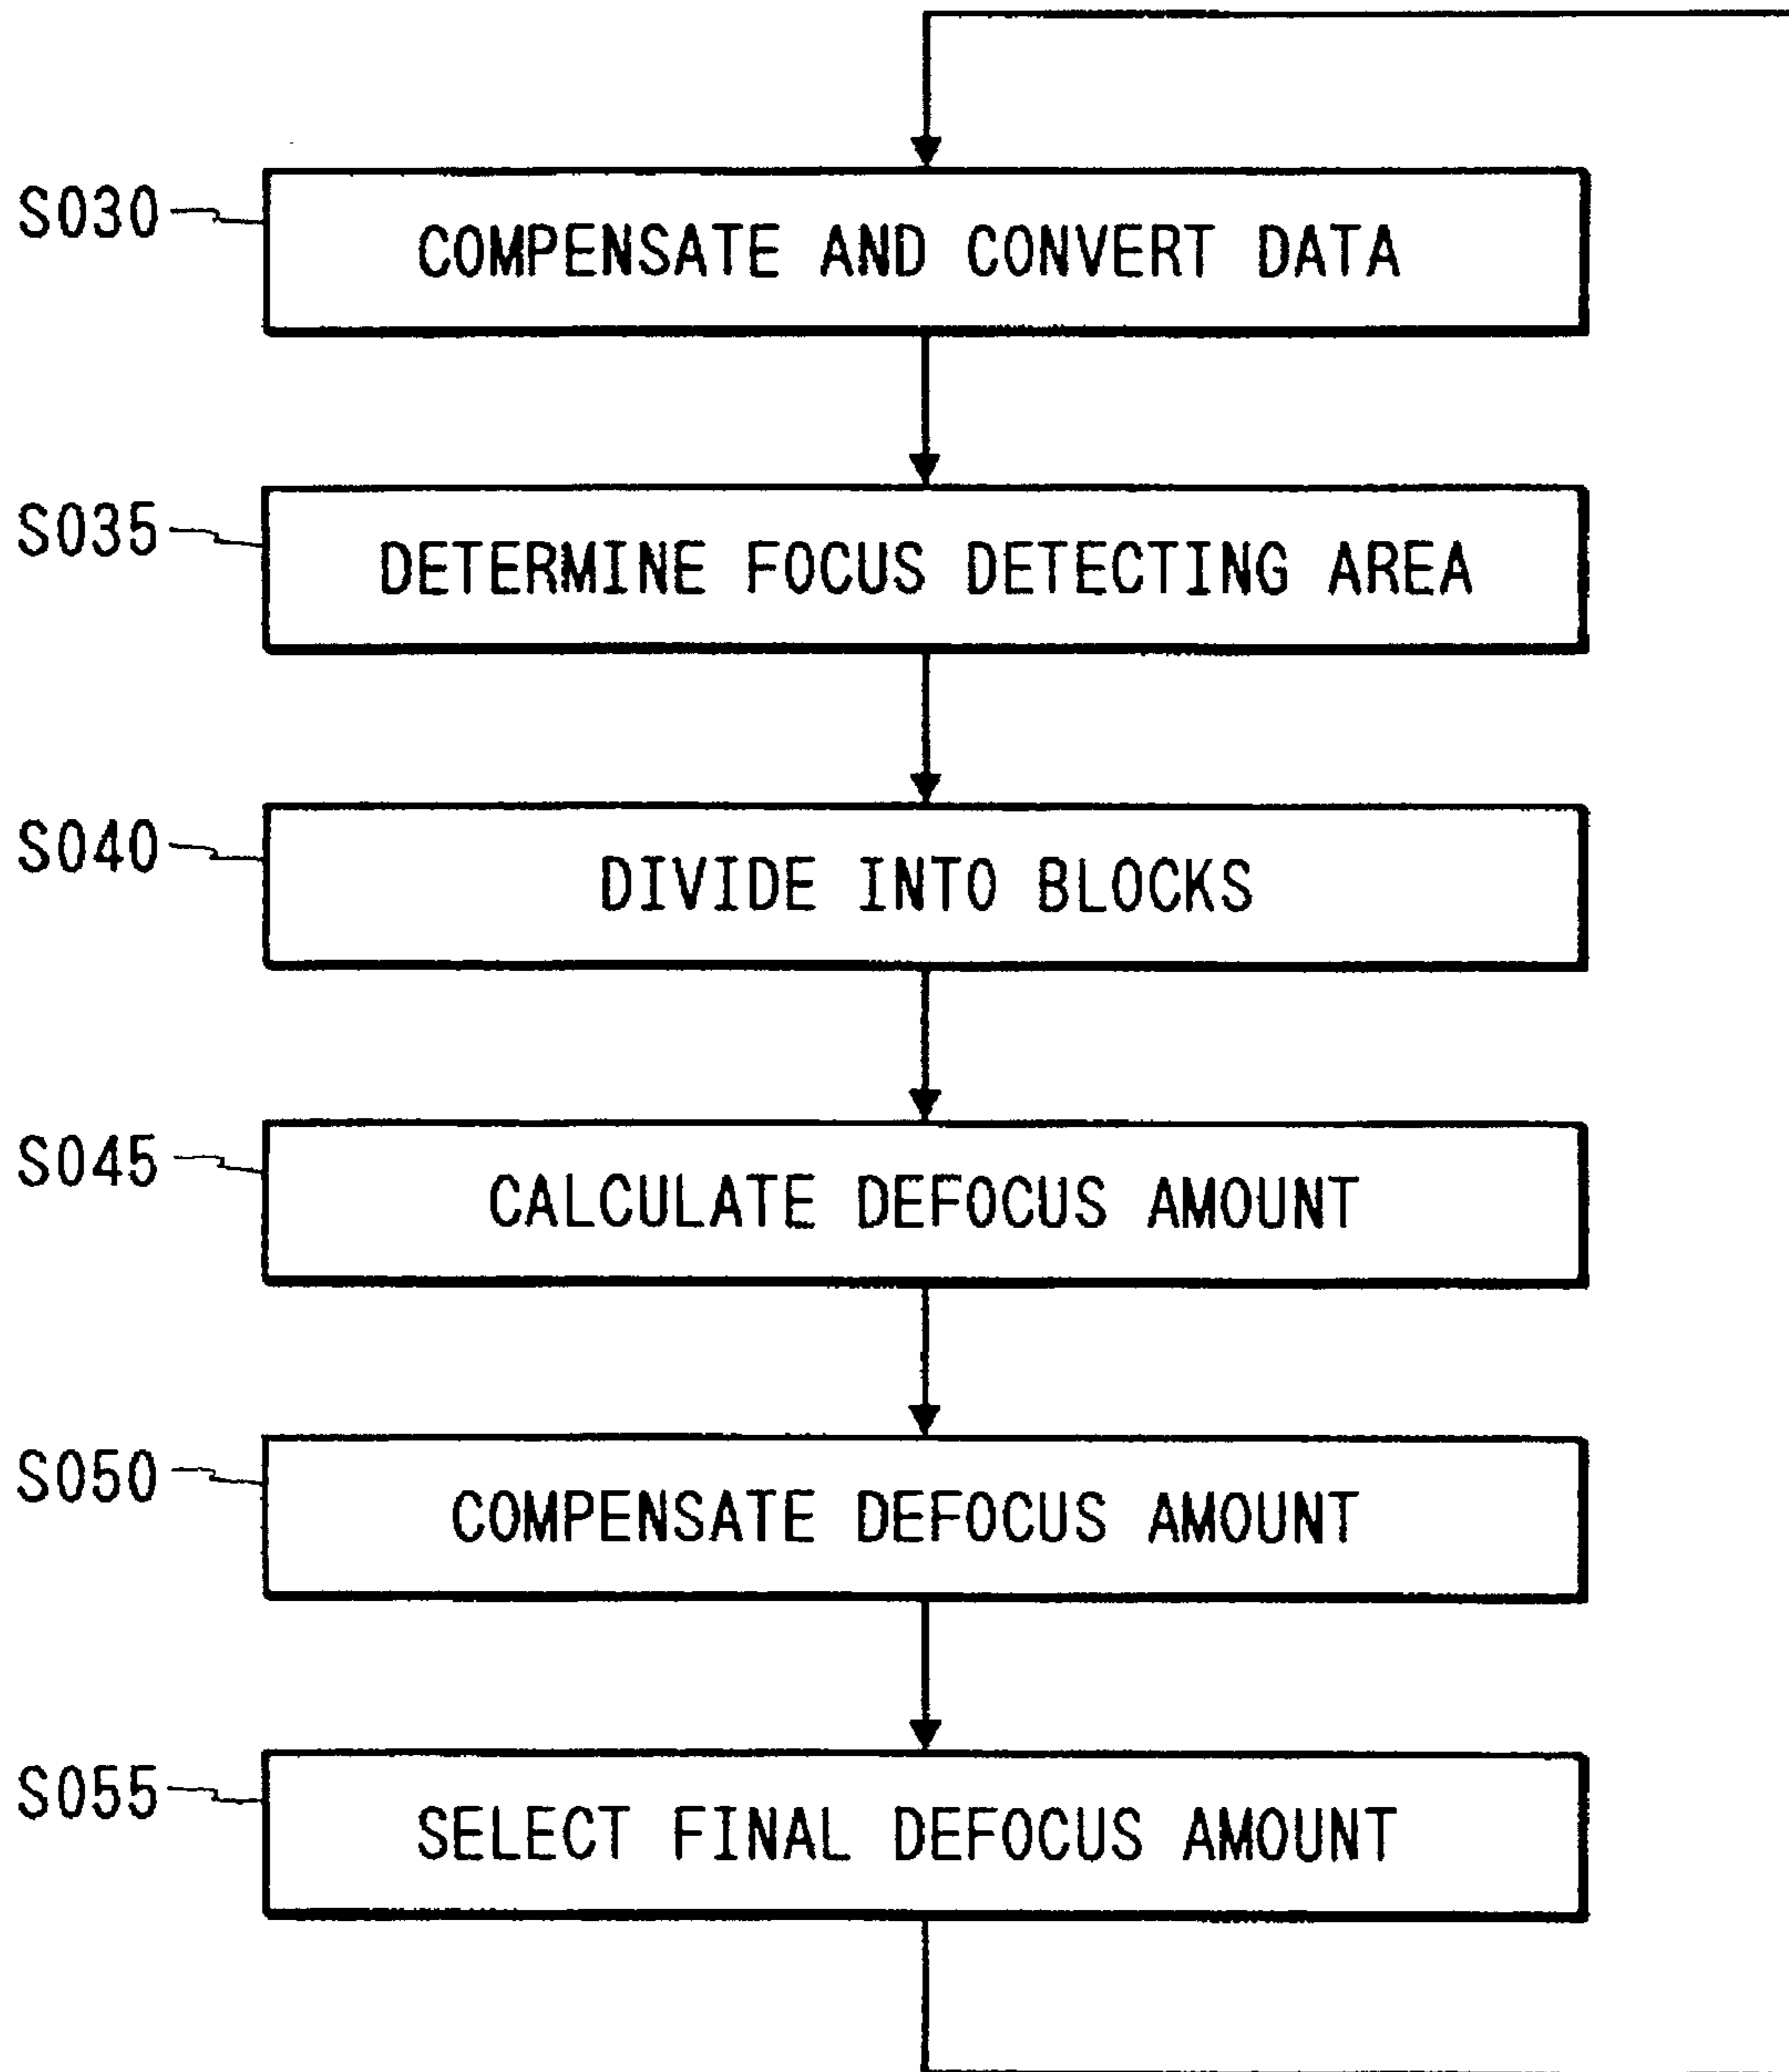 S030
COMPENSATE AND CONVERT DATA
S035
DETERMINE FOCUS DETECTING AREA
S040
DIVIDE INTO BLOCKS
S045
CALCULATE DEFOCUS AMOUNT
S050
COMPENSATE DEFOCUS AMOUNT
S055
SELECT FINAL DEFOCUS AMOUNT